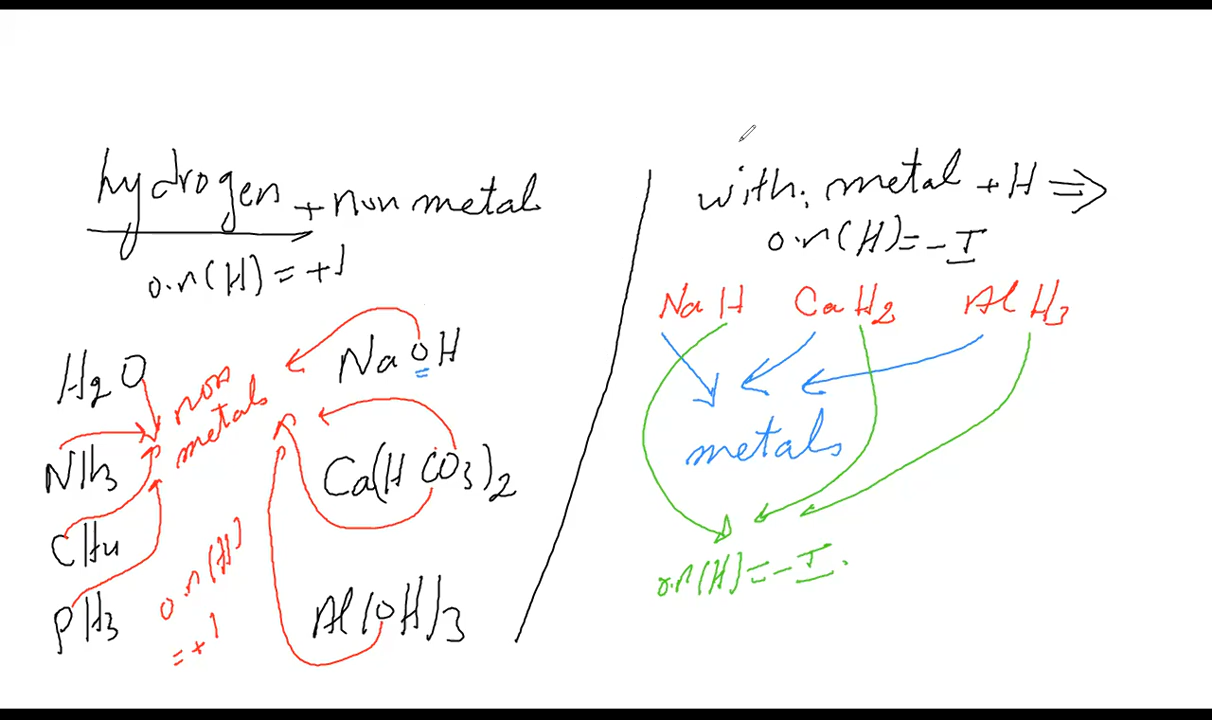 hydrogen + non metal
o.n(H) = +1
H2O
NH3
CH4
PH3
non
metals
o.n(H)
= +1
NaOH
Ca(HCO3)2
Al(OH)3
with: metal + H ⇒
o.n(H) = -I
NaH CaH2 AlH3
metals
o.n(H) = -I.